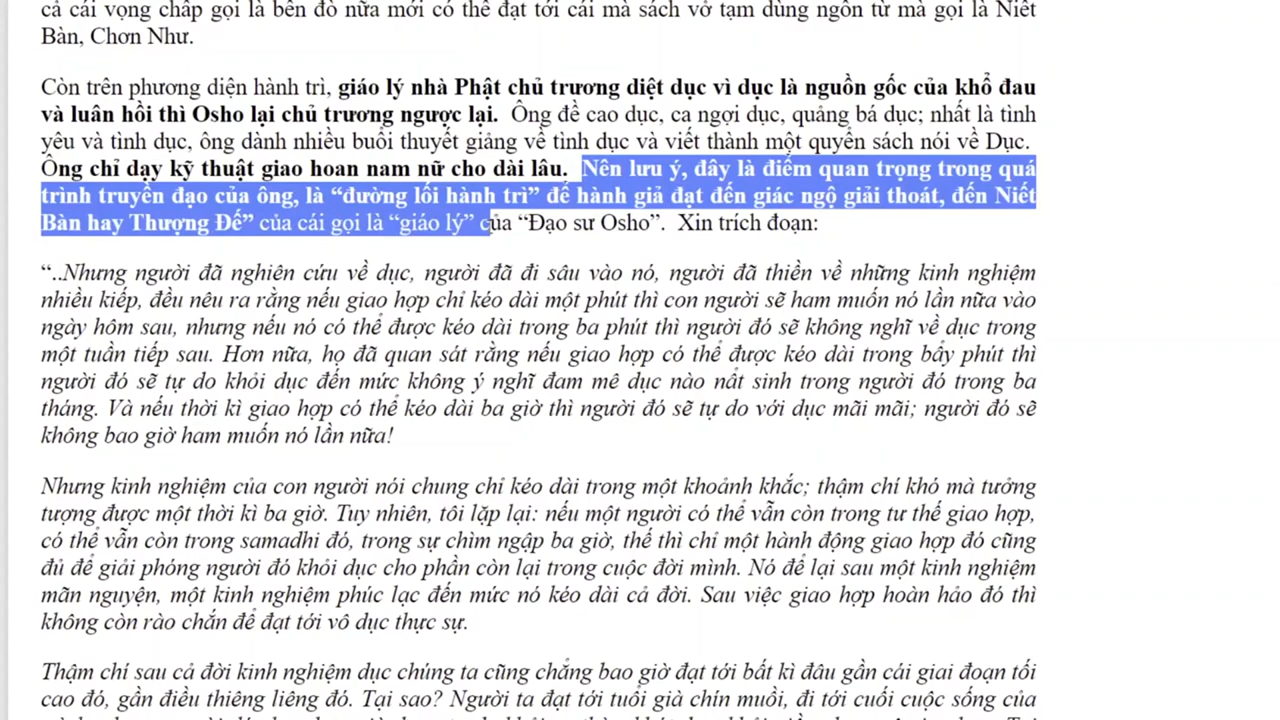 cả cái vọng chấp gọi là bên đò nữa mới có thể đạt tới cái mà sách vở tạm dùng ngôn từ mà gọi là Niết
Bàn, Chơn Như.
Còn trên phương diện hành trì, giáo lý nhà Phật chủ trương diệt dục vì dục là nguồn gốc của khổ đau
và luân hồi thì Osho lại chủ trương ngược lại. Ông đề cao dục, ca ngợi dục, quảng bá dục; nhất là tình
yêu và tình dục, ông dành nhiều buổi thuyết giảng về tình dục và viết thành một quyển sách nói về Dục.
Ông chỉ dạy kỹ thuật giao hoan nam nữ cho dài lâu. Nên lưu ý, đây là điểm quan trọng trong quá
trình truyền đạo của ông, là “đường lối hành trì” để hành giả đạt đến giác ngộ giải thoát, đến Niết
Bàn hay Thượng Đế” của cái gọi là “giáo lý” của “Đạo sư Osho”. Xin trích đoạn:
“..Nhưng người đã nghiên cứu về dục, người đã đi sâu vào nó, người đã thiền về những kinh nghiệm
nhiều kiếp, đều nêu ra rằng nếu giao hợp chỉ kéo dài một phút thì con người sẽ ham muốn nó lần nữa vào
ngày hôm sau, nhưng nếu nó có thể được kéo dài trong ba phút thì người đó sẽ không nghĩ về dục trong
một tuần tiếp sau. Hơn nữa, họ đã quan sát rằng nếu giao hợp có thể được kéo dài trong bẩy phút thì
người đó sẽ tự do khỏi dục đến mức không ý nghĩ đam mê dục nào nảt sinh trong người đó trong ba
tháng. Và nếu thời kì giao hợp có thể kéo dài ba giờ thì người đó sẽ tự do với dục mãi mãi; người đó sẽ
không bao giờ ham muốn nó lần nữa!
Nhưng kinh nghiệm của con người nói chung chỉ kéo dài trong một khoảnh khắc; thậm chí khó mà tưởng
tượng được một thời kì ba giờ. Tuy nhiên, tôi lặp lại: nếu một người có thể vẫn còn trong tư thế giao hợp,
có thể vẫn còn trong samadhi đó, trong sự chìm ngập ba giờ, thế thì chỉ một hành động giao hợp đó cũng
đủ để giải phóng người đó khỏi dục cho phần còn lại trong cuộc đời mình. Nó để lại sau một kinh nghiệm
mãn nguyện, một kinh nghiệm phúc lạc đến mức nó kéo dài cả đời. Sau việc giao hợp hoàn hảo đó thì
không còn rào chắn để đạt tới vô dục thực sự.
Thậm chí sau cả đời kinh nghiệm dục chúng ta cũng chẳng bao giờ đạt tới bất kì đâu gần cái giai đoạn tối
cao đó, gần điều thiêng liêng đó. Tại sao? Người ta đạt tới tuổi già chín muồi, đi tới cuối cuộc sống của